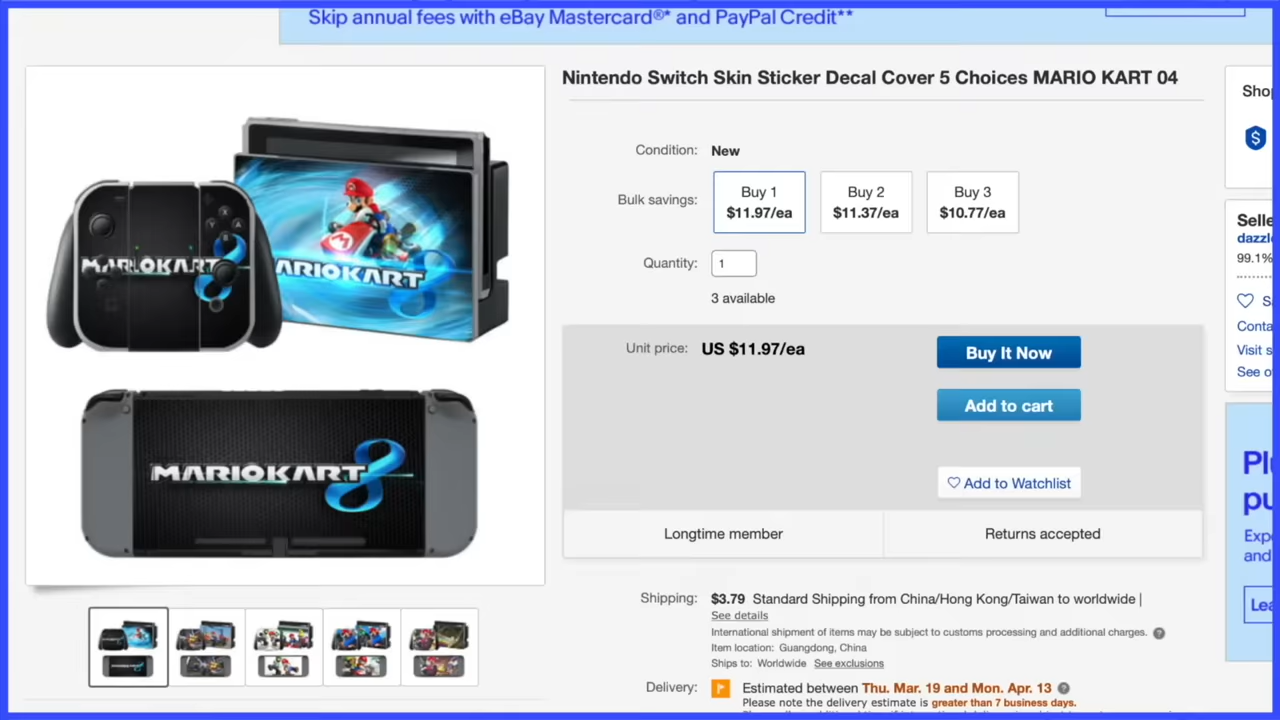 Skip annual fees with eBay Mastercard®* and PayPal Credit**
Nintendo Switch Skin Sticker Decal Cover 5 Choices MARIO KART 04
Condition: New
Bulk savings:
Buy 1
$11.97/ea
Buy 2
$11.37/ea
Buy 3
$10.77/ea
Quantity: 1
3 available
Unit price: US $11.97/ea
Buy It Now
Add to cart
Add to Watchlist
Longtime member
Returns accepted
Shipping: $3.79 Standard Shipping from China/Hong Kong/Taiwan to worldwide |
See details
International shipment of items may be subject to customs processing and additional charges.
Item location: Guangdong, China
Ships to: Worldwide See exclusions
Delivery: Estimated between Thu. Mar. 19 and Mon. Apr. 13
Please note the delivery estimate is greater than 7 business days.
MARIOKART 8
ARIOKART 8
MARIOKART 8
Sho
Selle
dazzl
99.1%
S
Conta
Visit s
See o
Pl
pu
Exp
and
Lea